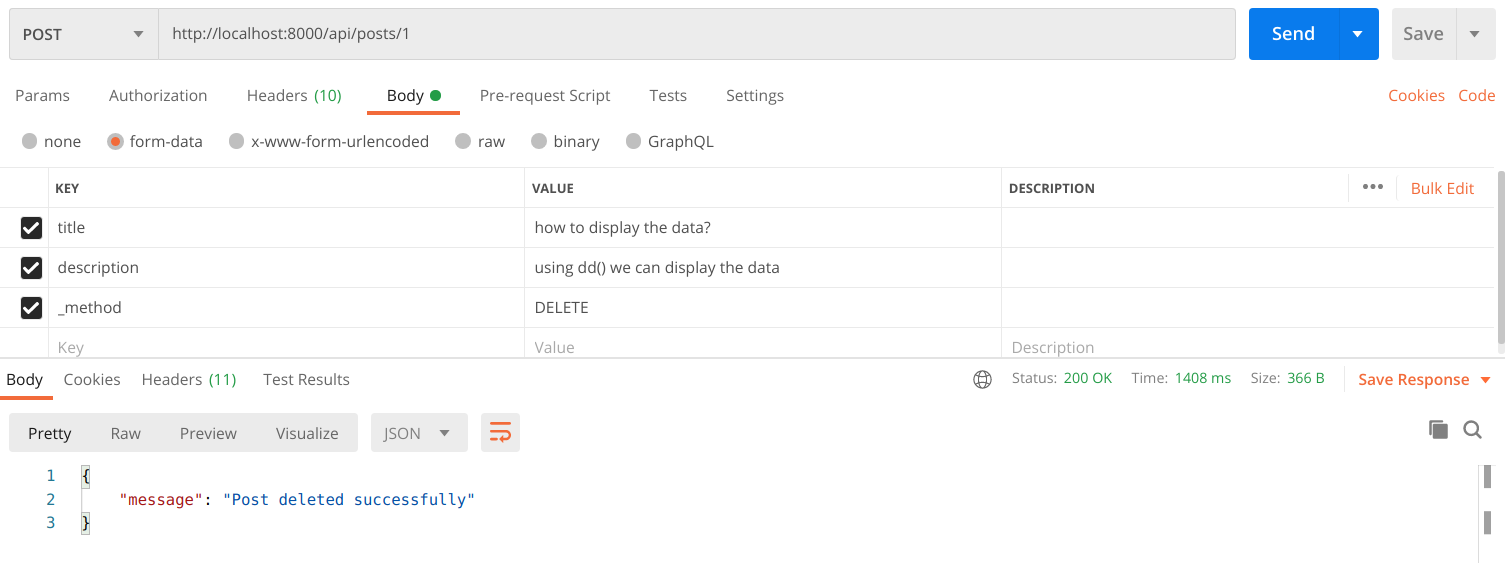 POST http://localhost:8000/api/posts/1 Send Save
Params Authorization Headers (10) Body Pre-request Script Tests Settings Cookies Code
none form-data x-www-form-urlencoded raw binary GraphQL
KEY VALUE DESCRIPTION ••• Bulk Edit
title how to display the data?
description using dd() we can display the data
_method DELETE
Key Value Description
Body Cookies Headers (11) Test Results Status: 200 OK Time: 1408 ms Size: 366 B Save Response
Pretty Raw Preview Visualize JSON
1 {
2 "message": "Post deleted successfully"
3 }